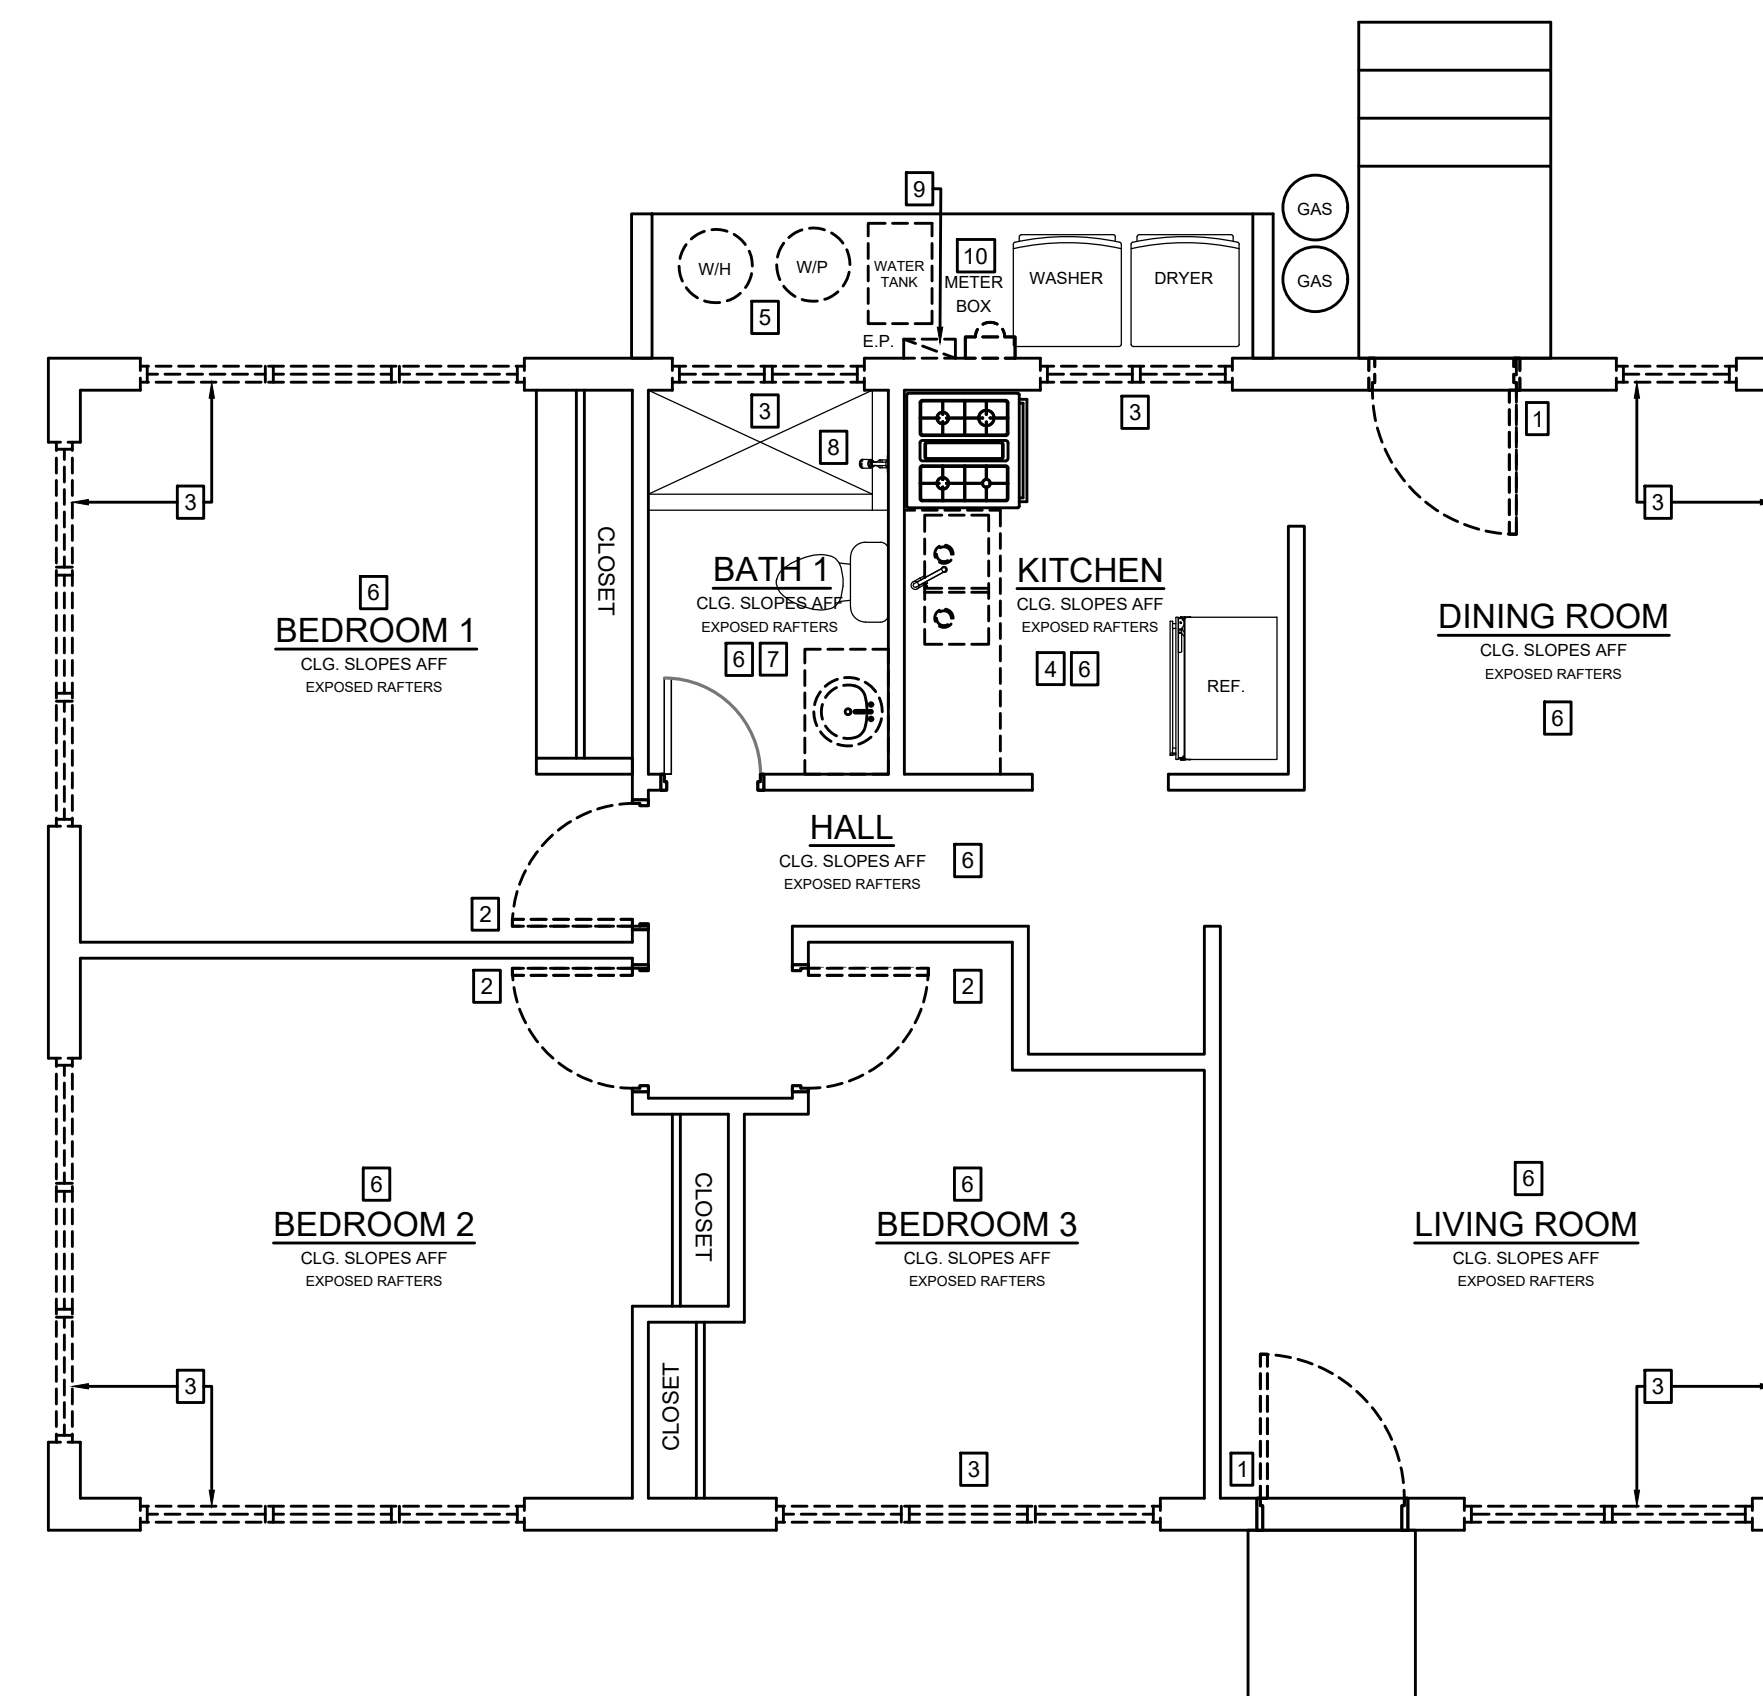 9
GAS
W/H
W/P
WATER
TANK
10
METER
BOX
WASHER
DRYER
GAS
5
E.P.
3
3
1
8
3
3
CLOSET
6
BEDROOM 1
CLG. SLOPES AFF
EXPOSED RAFTERS
BATH 1
CLG. SLOPES AFF
EXPOSED RAFTERS
6 7
KITCHEN
CLG. SLOPES AFF
EXPOSED RAFTERS
4 6
REF.
DINING ROOM
CLG. SLOPES AFF
EXPOSED RAFTERS
6
HALL
CLG. SLOPES AFF
EXPOSED RAFTERS
6
2
2
2
6
BEDROOM 2
CLG. SLOPES AFF
EXPOSED RAFTERS
CLOSET
6
BEDROOM 3
CLG. SLOPES AFF
EXPOSED RAFTERS
6
LIVING ROOM
CLG. SLOPES AFF
EXPOSED RAFTERS
3
CLOSET
3
3
1